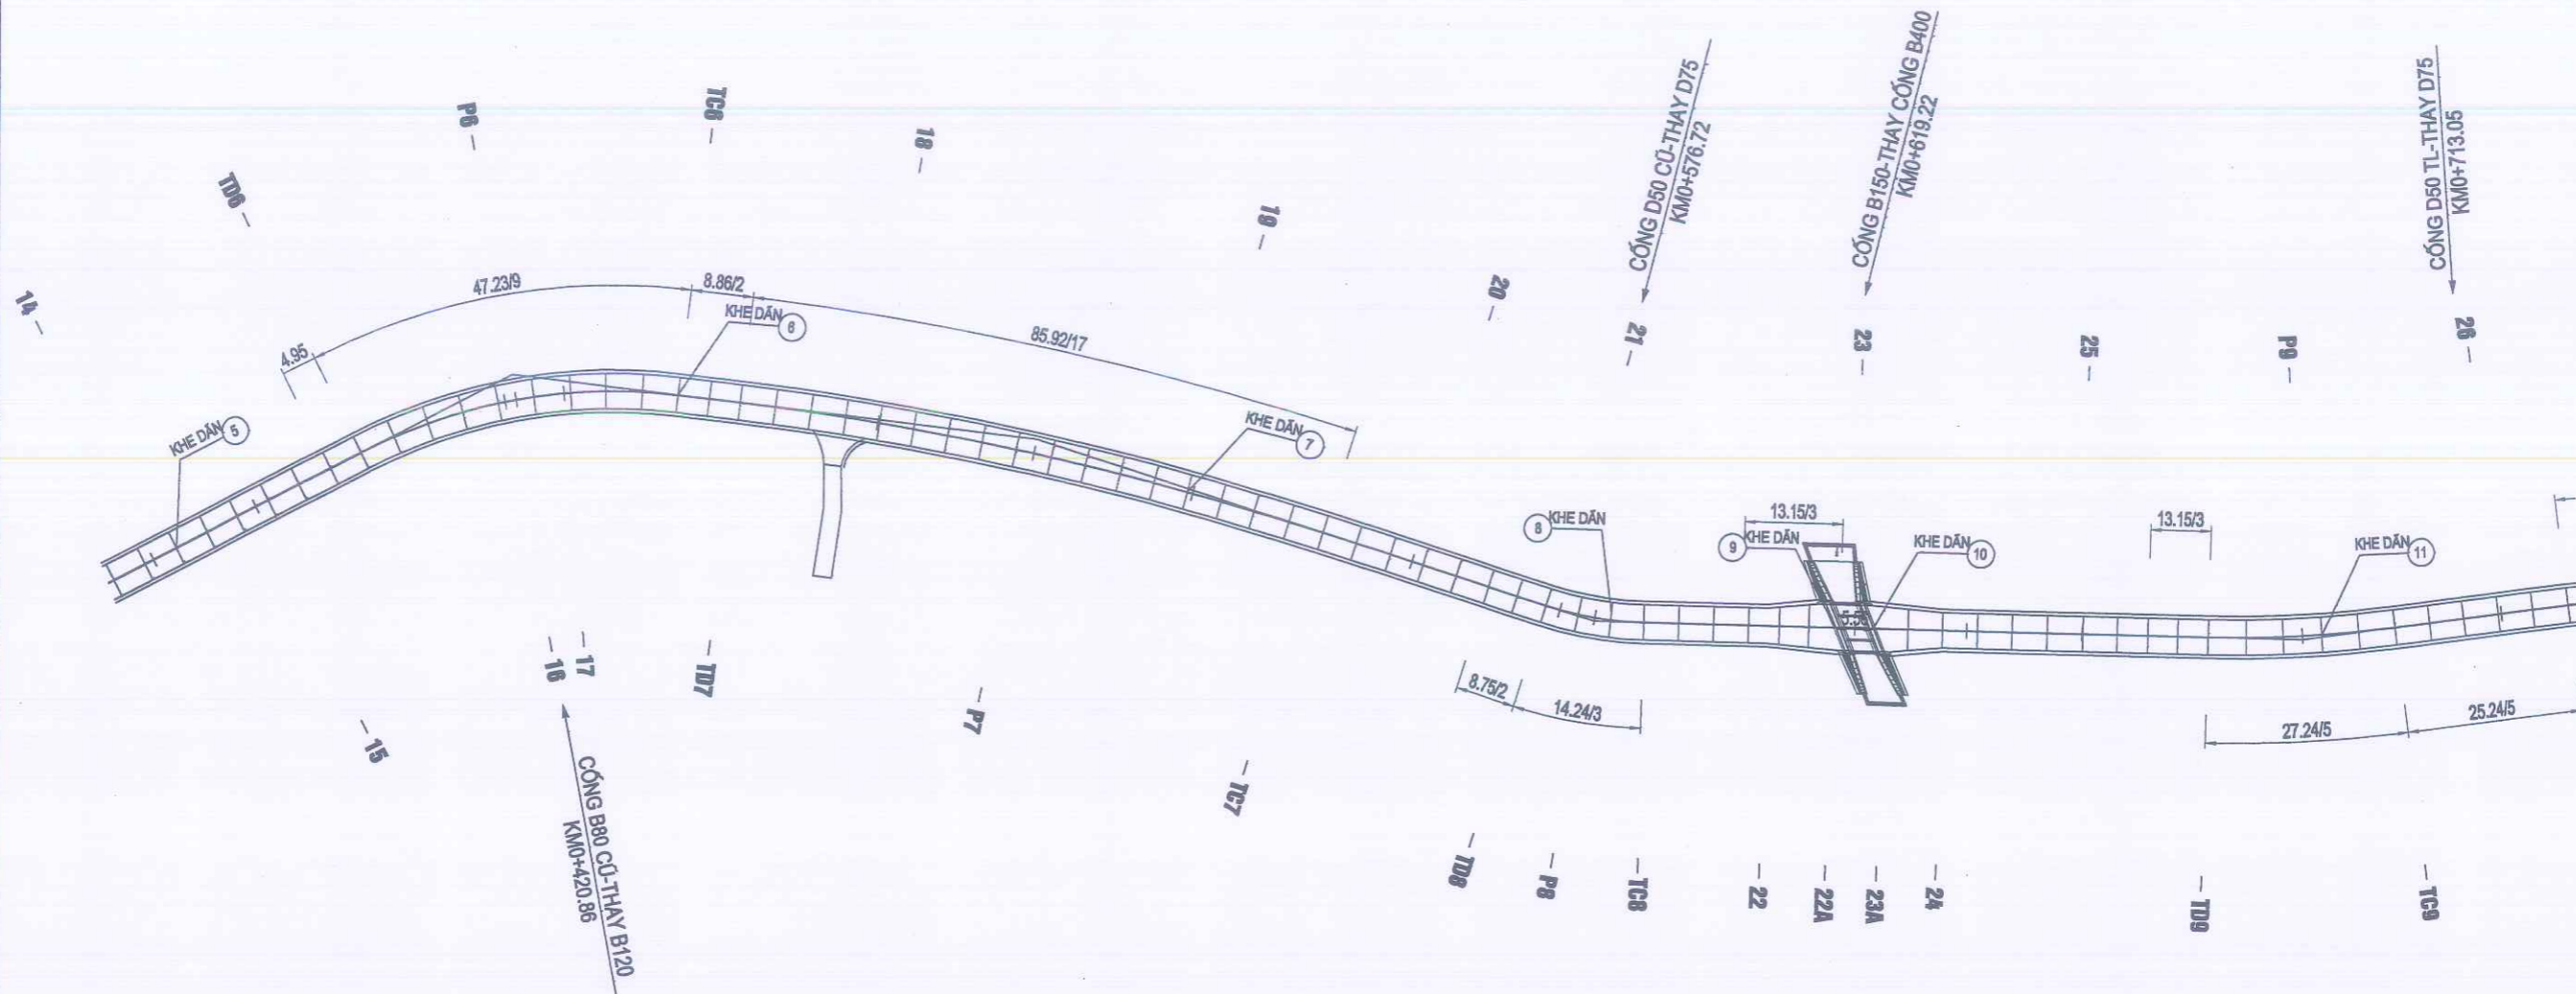 14
TD6
P6
TC6
18
19
20
21
23
25
P9
26
CỐNG D50 CŨ-THAY D75
KM0+576.72
CỐNG B150-THAY CỐNG B400
KM0+619.22
CỐNG D50 TL-THAY D75
KM0+713.05
4.95
47.23/9
8.86/2
85.92/17
KHE DÃN 5
KHE DÃN 6
KHE DÃN 7
8 KHE DÃN
13.15/3
9 KHE DÃN
KHE DÃN 10
13.15/3
KHE DÃN 11
8.75/2
14.24/3
27.24/5
25.24/5
15
16
17
TD7
P7
TC7
TD8
P8
TC8
22
22A
23A
24
TD9
TC9
CỐNG B80 CŨ-THAY B120
KM0+420.86